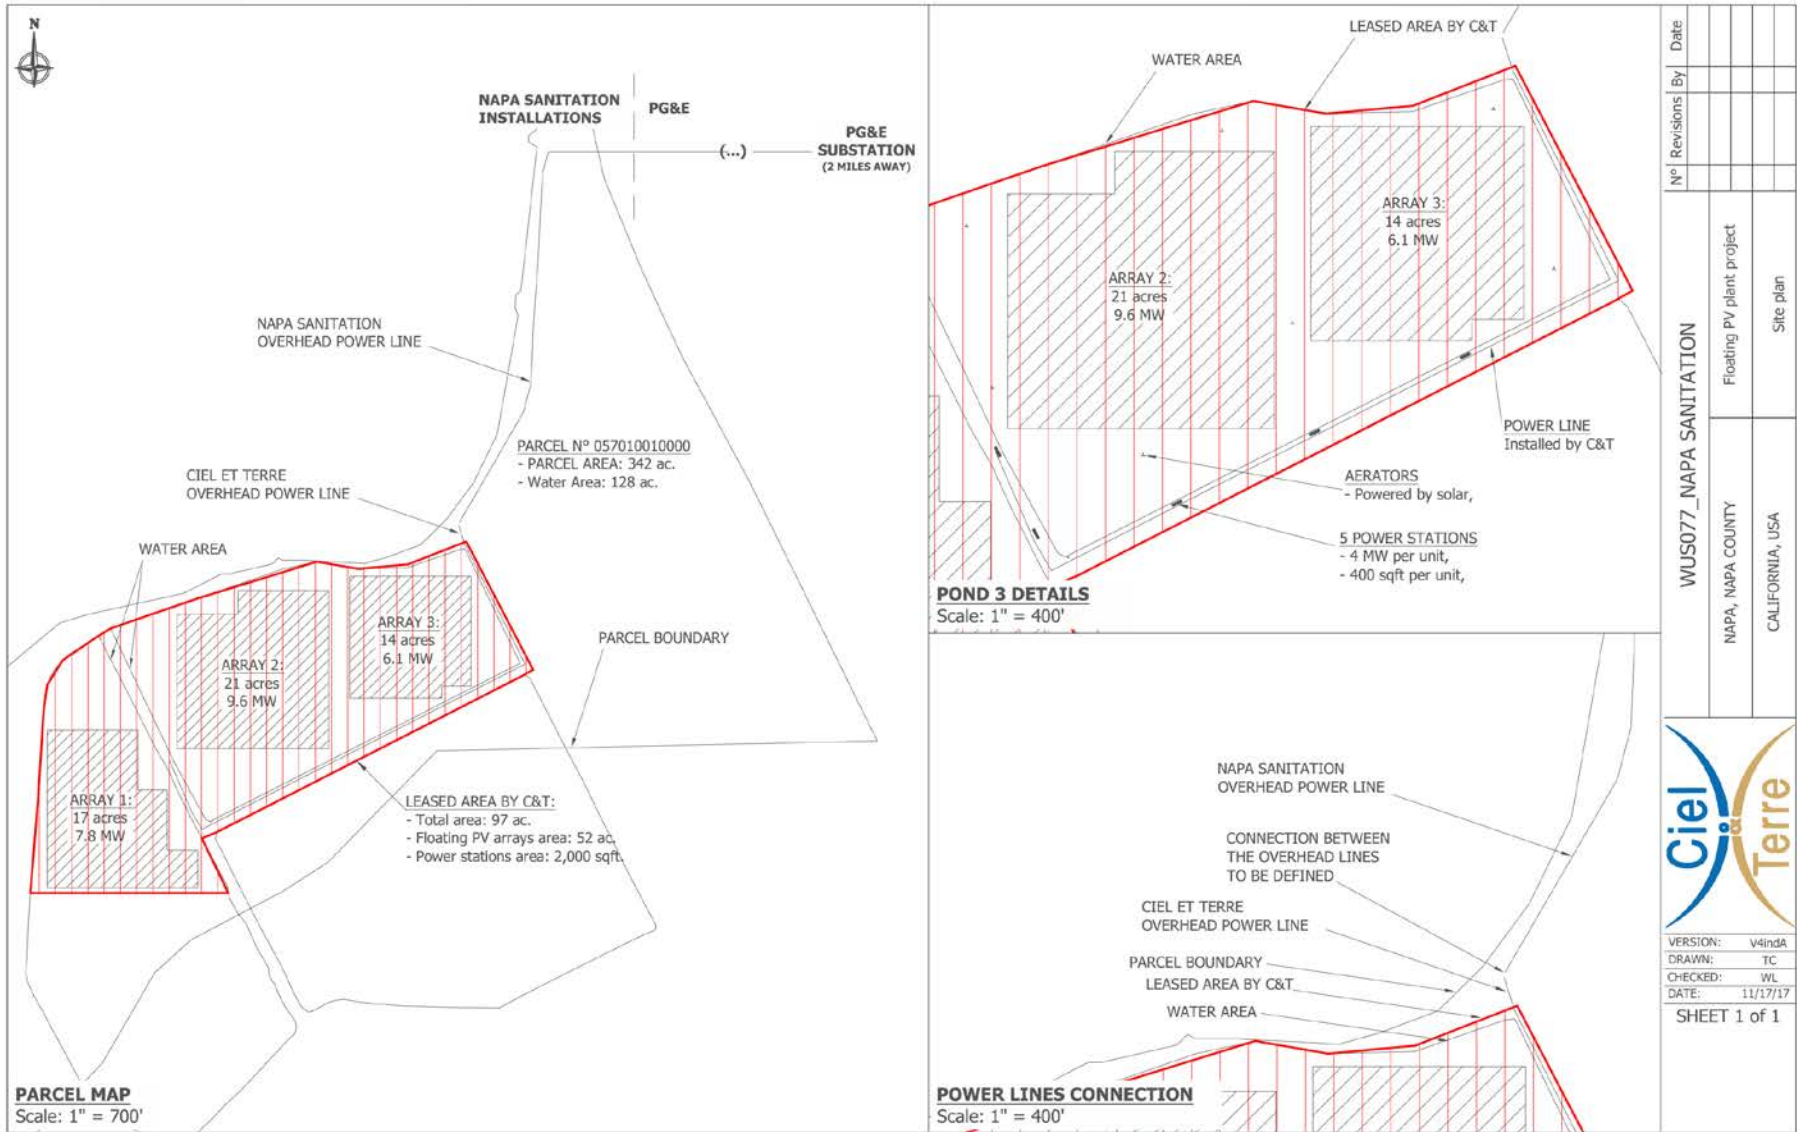 N
NAPA SANITATION
INSTALLATIONS
PG&E
(...)
PG&E
SUBSTATION
(2 MILES AWAY)
NAPA SANITATION
OVERHEAD POWER LINE
PARCEL N° 057010010000
- PARCEL AREA: 342 ac.
- Water Area: 128 ac.
CIEL ET TERRE
OVERHEAD POWER LINE
WATER AREA
ARRAY 3:
14 acres
6.1 MW
ARRAY 2:
21 acres
9.6 MW
PARCEL BOUNDARY
ARRAY 1:
17 acres
7.8 MW
LEASED AREA BY C&T:
- Total area: 97 ac.
- Floating PV arrays area: 52 ac.
- Power stations area: 2,000 sqft.
PARCEL MAP
Scale: 1" = 700'
LEASED AREA BY C&T
WATER AREA
ARRAY 3:
14 acres
6.1 MW
ARRAY 2:
21 acres
9.6 MW
POWER LINE
Installed by C&T
AERATORS
- Powered by solar,
5 POWER STATIONS
- 4 MW per unit,
- 400 sqft per unit,
POND 3 DETAILS
Scale: 1" = 400'
NAPA SANITATION
OVERHEAD POWER LINE
CONNECTION BETWEEN
THE OVERHEAD LINES
TO BE DEFINED
CIEL ET TERRE
OVERHEAD POWER LINE
PARCEL BOUNDARY
LEASED AREA BY C&T
WATER AREA
POWER LINES CONNECTION
Scale: 1" = 400'
N° Revisions By Date
WUS077_NAPA SANITATION
Floating PV plant project
Site plan
NAPA, NAPA COUNTY
CALIFORNIA, USA
Ciel
&
Terre
VERSION: V4indA
DRAWN: TC
CHECKED: WL
DATE: 11/17/17
SHEET 1 of 1